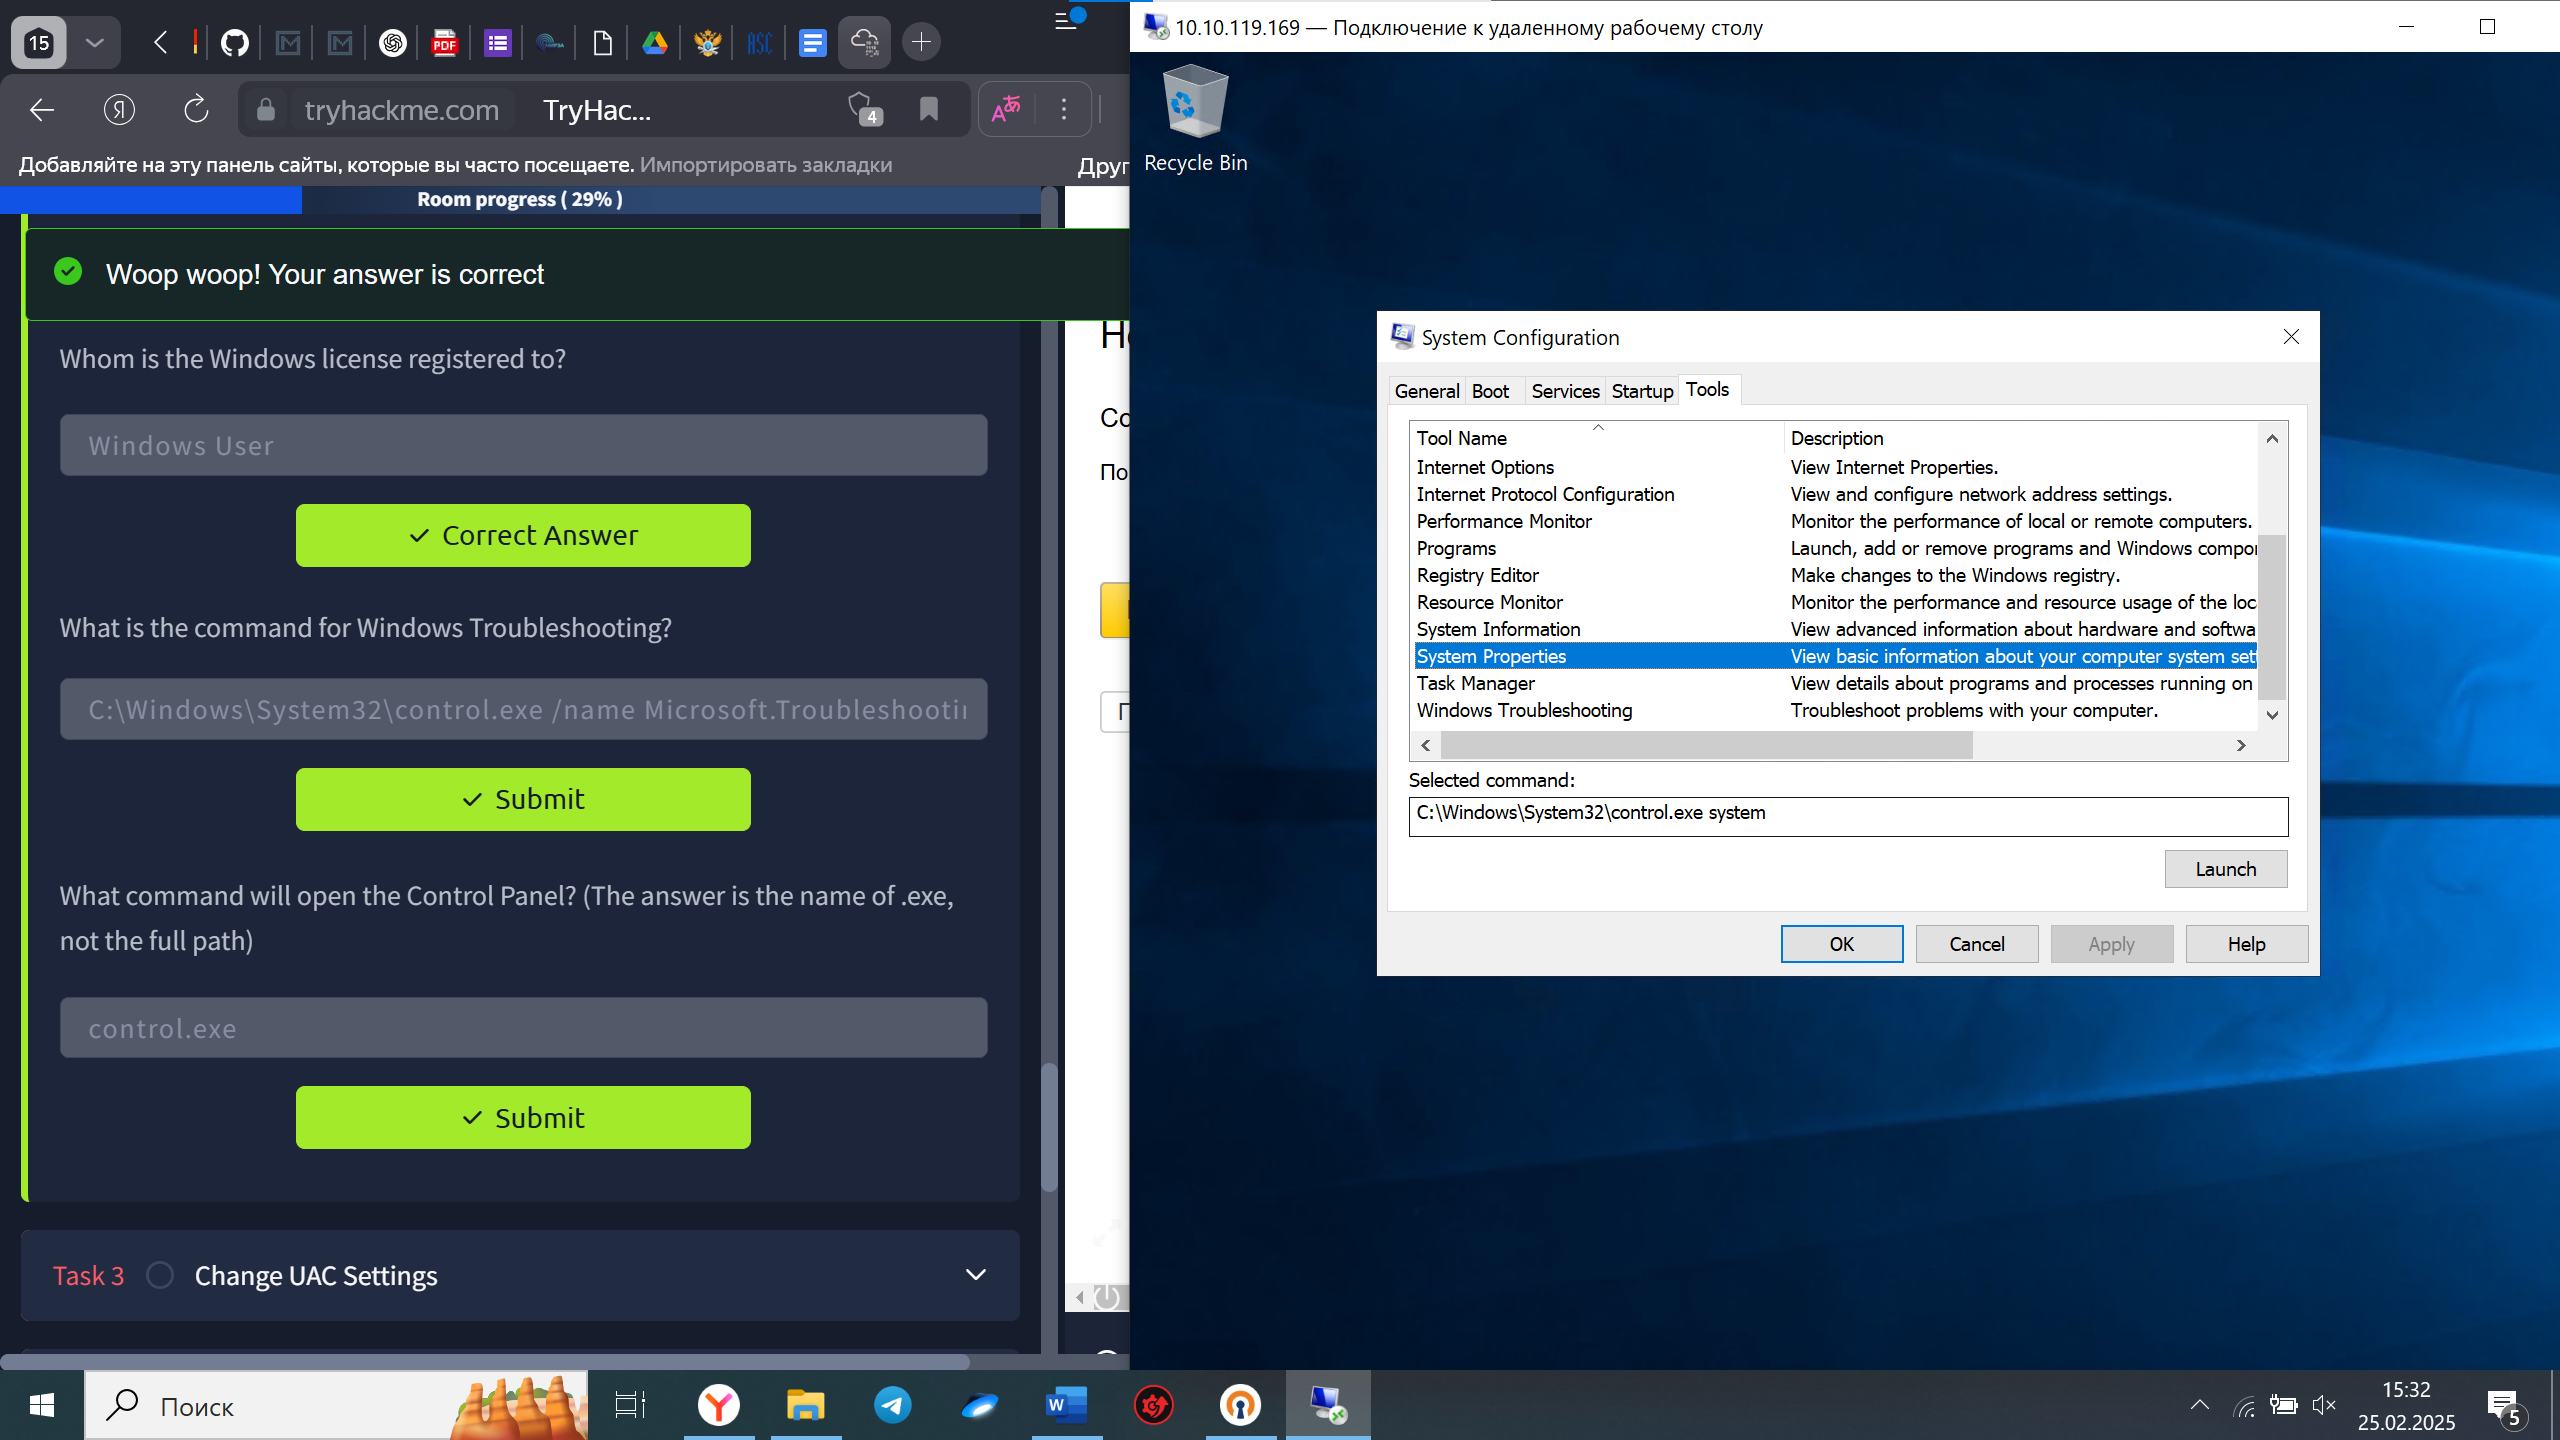 15
tryhackme.com TryHac...
4
Добавляйте на эту панель сайты, которые вы часто посещаете. Импортировать закладки
Room progress ( 29% )
Woop woop! Your answer is correct
Whom is the Windows license registered to?
Windows User
Correct Answer
What is the command for Windows Troubleshooting?
C:\Windows\System32\control.exe /name Microsoft.Troubleshootin
Submit
What command will open the Control Panel? (The answer is the name of .exe,
not the full path)
control.exe
Submit
Task 3 Change UAC Settings
Друг
Со
По
10.10.119.169 — Подключение к удаленному рабочему столу
Recycle Bin
System Configuration
General Boot Services Startup Tools
Tool Name Description
Internet Options View Internet Properties.
Internet Protocol Configuration View and configure network address settings.
Performance Monitor Monitor the performance of local or remote computers.
Programs Launch, add or remove programs and Windows compor
Registry Editor Make changes to the Windows registry.
Resource Monitor Monitor the performance and resource usage of the loc
System Information View advanced information about hardware and softwa
System Properties View basic information about your computer system set
Task Manager View details about programs and processes running on
Windows Troubleshooting Troubleshoot problems with your computer.
Selected command:
C:\Windows\System32\control.exe system
Launch
OK Cancel Apply Help
Поиск
15:32
25.02.2025
5